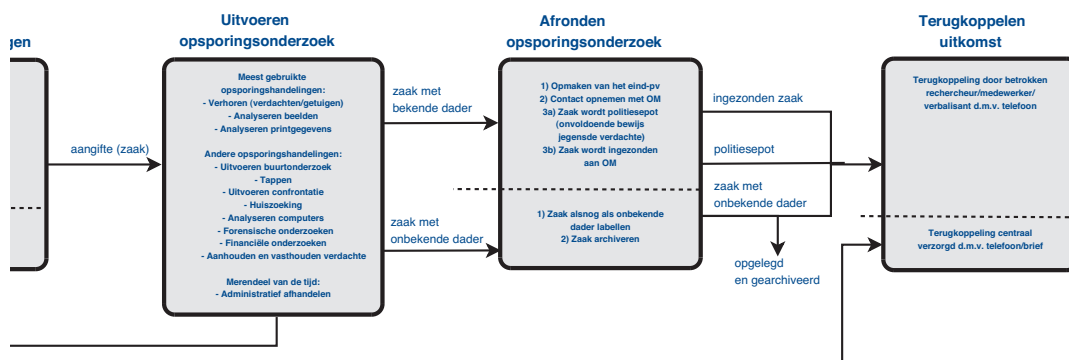 gen
aangifte (zaak)
Uitvoeren
opsporingsonderzoek
Meest gebruikte
opsporingshandelingen:
- Verhoren (verdachten/getuigen)
- Analyseren beelden
- Analyseren printgegevens
Andere opsporingshandelingen:
- Uitvoeren buurtonderzoek
- Tappen
- Uitvoeren confrontatie
- Huiszoeking
- Analyseren computers
- Forensische onderzoeken
- Financiële onderzoeken
- Aanhouden en vasthouden verdachte
Merendeel van de tijd:
- Administratief afhandelen
zaak met
bekende dader
zaak met
onbekende dader
Afronden
opsporingsonderzoek
1) Opmaken van het eind-pv
2) Contact opnemen met OM
3a) Zaak wordt politiesepot
(onvoldoende bewijs
jegensde verdachte)
3b) Zaak wordt ingezonden
aan OM
1) Zaak alsnog als onbekende
dader labellen
2) Zaak archiveren
ingezonden zaak
politiesepot
zaak met
onbekende dader
opgelegd
en gearchiveerd
Terugkoppelen
uitkomst
Terugkoppeling door betrokken
rechercheur/medewerker/
verbalisant d.m.v. telefoon
Terugkoppeling centraal
verzorgd d.m.v. telefoon/brief